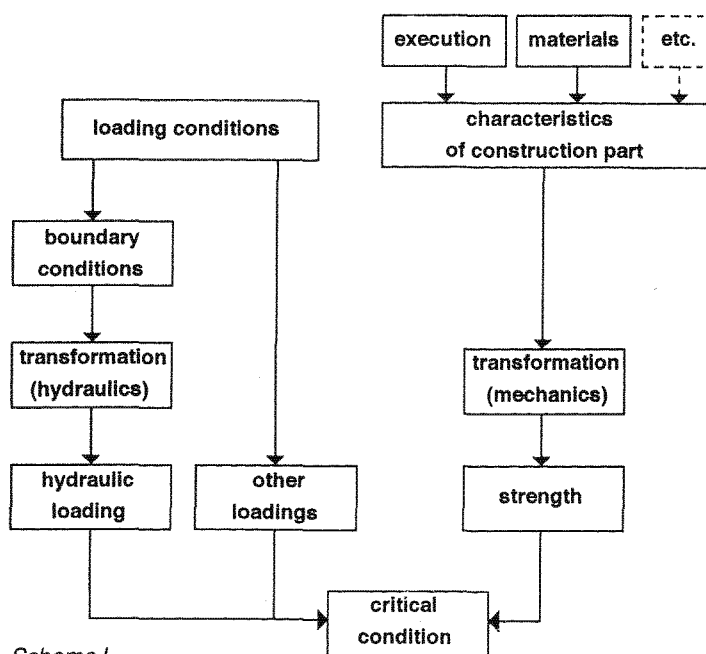 execution
materials
etc.
loading conditions
characteristics
of construction part
boundary
conditions
transformation
(hydraulics)
transformation
(mechanics)
hydraulic
loading
other
loadings
strength
critical
condition